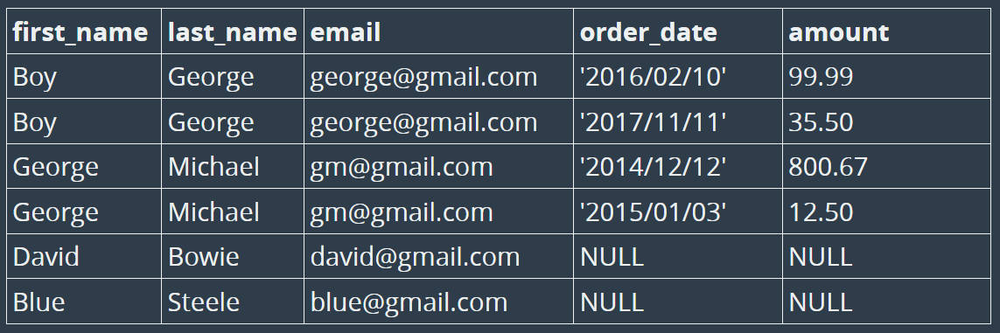 first_name last_name email order_date amount
Boy George george@gmail.com '2016/02/10' 99.99
Boy George george@gmail.com '2017/11/11' 35.50
George Michael gm@gmail.com '2014/12/12' 800.67
George Michael gm@gmail.com '2015/01/03' 12.50
David Bowie david@gmail.com NULL NULL
Blue Steele blue@gmail.com NULL NULL